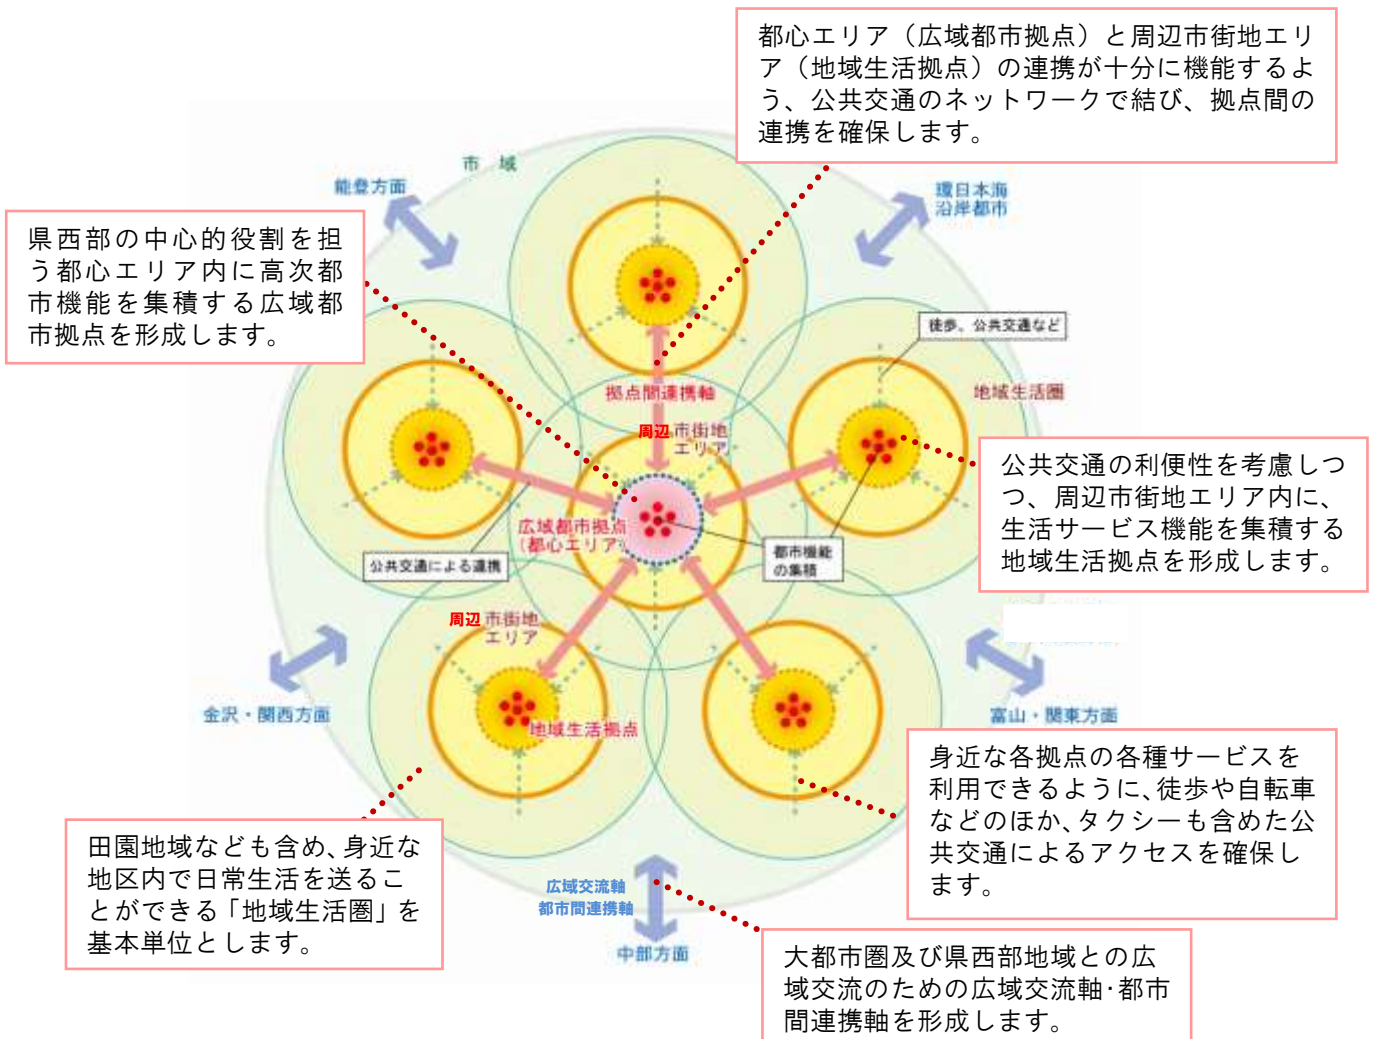 都心エリア（広域都市拠点）と周辺市街地エリ
ア（地域生活拠点）の連携が十分に機能するよ
う、公共交通のネットワークで結び、拠点間の
連携を確保します。
市　域
能登方面
環日本海
沿岸都市
県西部の中心的役割を担
う都心エリア内に高次都
市機能を集積する広域都
市拠点を形成します。
徒歩、公共交通など
地域生活圏
拠点間連携軸
周辺 市街地
エリア
公共交通の利便性を考慮しつ
つ、周辺市街地エリア内に、
生活サービス機能を集積する
地域生活拠点を形成します。
広域都市拠点
（都心エリア）
都市機能
の集積
公共交通による連携
周辺 市街地
エリア
金沢・関西方面
富山・関東方面
地域生活拠点
身近な各拠点の各種サービスを
利用できるように、徒歩や自転車
などのほか、タクシーも含めた公
共交通によるアクセスを確保し
ます。
田園地域なども含め、身近な
地区内で日常生活を送るこ
とができる「地域生活圏」を
基本単位とします。
広域交流軸
都市間連携軸
中部方面
大都市圏及び県西部地域との広
域交流のための広域交流軸・都市
間連携軸を形成します。